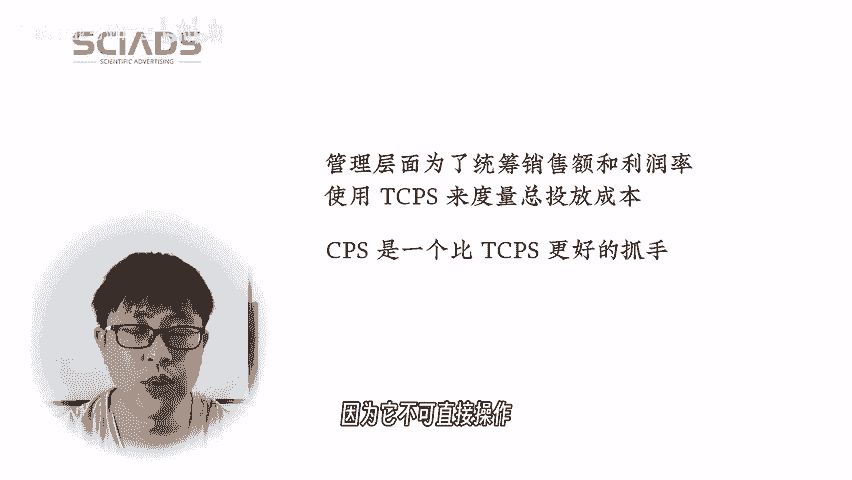 SCIADS
SCIENTIFIC ADVERTISING
管理层面为了统筹销售额和利润率
使用 TCPS 来度量总投放成本
CPS 是一个比 TCPS 更好的抓手
因为它不可直接操作